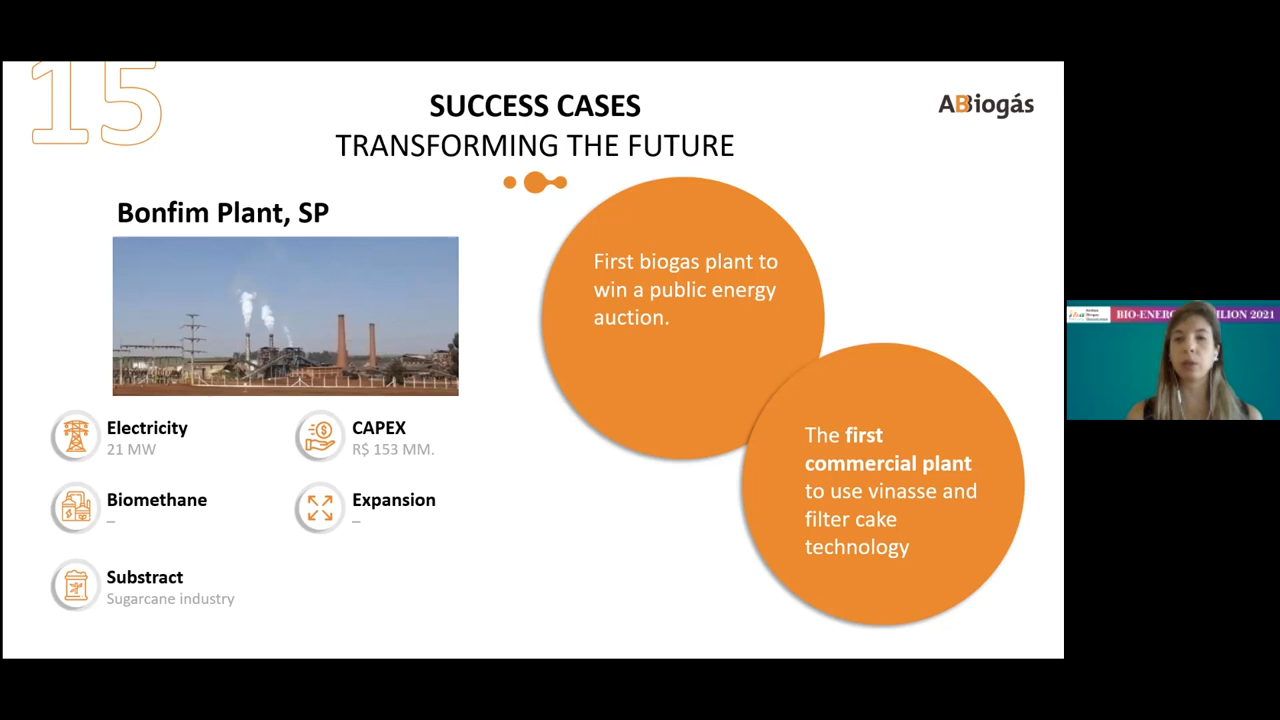 15
SUCCESS CASES
TRANSFORMING THE FUTURE
ABiogás
Bonfim Plant, SP
First biogas plant to
win a public energy
auction.
The first
commercial plant
to use vinasse and
filter cake
technology
Electricity
21 MW
CAPEX
R$ 153 MM.
Biomethane
–
Expansion
–
Substract
Sugarcane industry
BIO-ENERG
ILION 2021